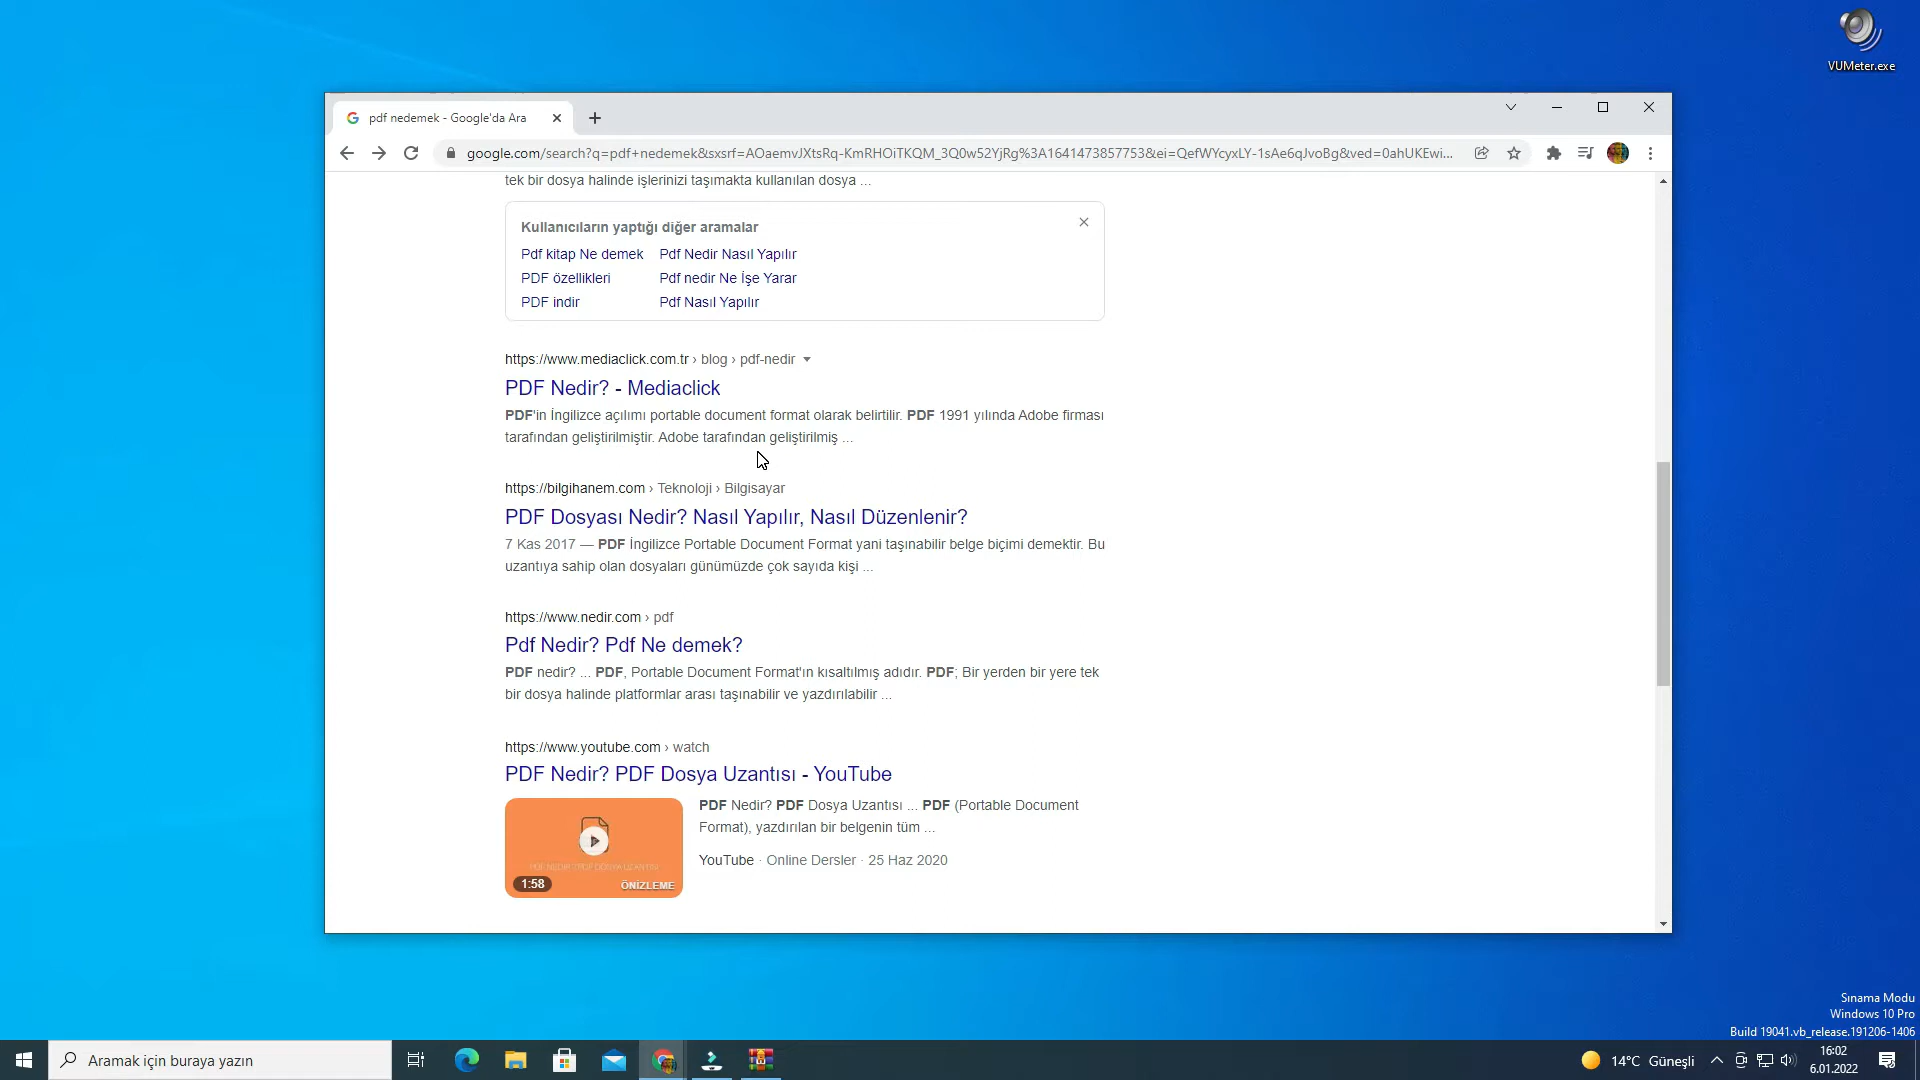 VUMeter.exe
pdf nedemek - Google'da Ara
google.com/search?q=pdf+nedemek&sxsrf=AOaemvJXtsRq-KmRHOiTKQM_3Q0w52YjRg%3A1641473857753&ei=QefWYcyxLY-1sAe6qJvoBg&ved=0ahUKEwi...
tek bir dosya halinde işlerinizi taşımakta kullanılan dosya ...
Kullanıcıların yaptığı diğer aramalar
Pdf kitap Ne demek Pdf Nedir Nasıl Yapılır
PDF özellikleri Pdf nedir Ne İşe Yarar
PDF indir Pdf Nasıl Yapılır
https://www.mediaclick.com.tr › blog › pdf-nedir
PDF Nedir? - Mediaclick
PDF'in İngilizce açılımı portable document format olarak belirtilir. PDF 1991 yılında Adobe firması
tarafından geliştirilmiştir. Adobe tarafından geliştirilmiş ...
https://bilgihanem.com › Teknoloji › Bilgisayar
PDF Dosyası Nedir? Nasıl Yapılır, Nasıl Düzenlenir?
7 Kas 2017 — PDF İngilizce Portable Document Format yani taşınabilir belge biçimi demektir. Bu
uzantıya sahip olan dosyaları günümüzde çok sayıda kişi ...
https://www.nedir.com › pdf
Pdf Nedir? Pdf Ne demek?
PDF nedir? ... PDF, Portable Document Format'ın kısaltılmış adıdır. PDF; Bir yerden bir yere tek
bir dosya halinde platformlar arası taşınabilir ve yazdırılabilir ...
https://www.youtube.com › watch
PDF Nedir? PDF Dosya Uzantısı - YouTube
PDF NEDİR? PDF DOSYA UZANTISI
1:58 ÖNİZLEME
PDF Nedir? PDF Dosya Uzantısı ... PDF (Portable Document
Format), yazdırılan bir belgenin tüm ...
YouTube · Online Dersler · 25 Haz 2020
Sınama Modu
Windows 10 Pro
Build 19041.vb_release.191206-1406
Aramak için buraya yazın
14°C Güneşli
16:02
6.01.2022